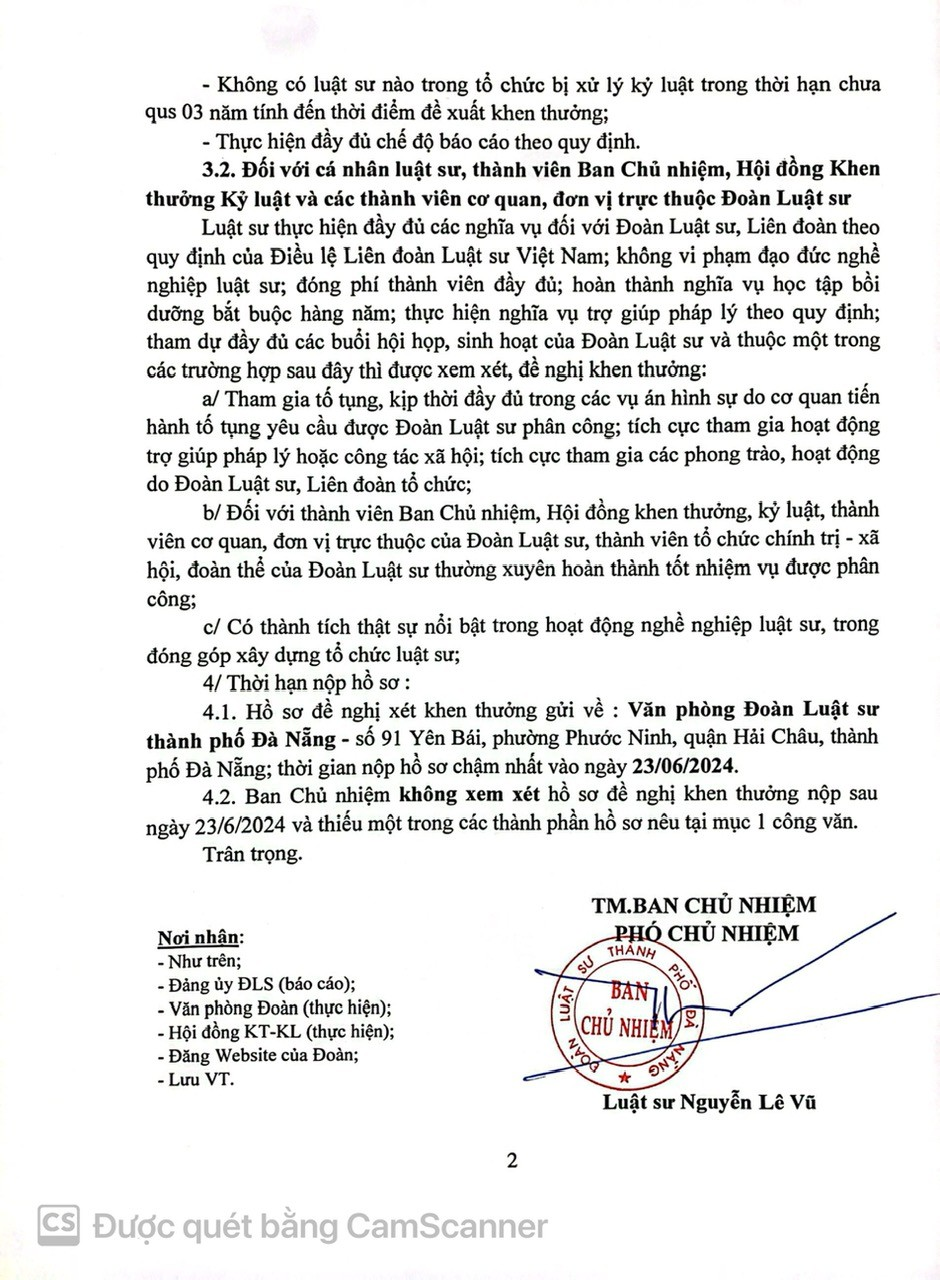 - Không có luật sư nào trong tổ chức bị xử lý kỷ luật trong thời hạn chưa
qus 03 năm tính đến thời điểm đề xuất khen thưởng;
- Thực hiện đầy đủ chế độ báo cáo theo quy định.
3.2. Đối với cá nhân luật sư, thành viên Ban Chủ nhiệm, Hội đồng Khen
thưởng Kỷ luật và các thành viên cơ quan, đơn vị trực thuộc Đoàn Luật sư
Luật sư thực hiện đầy đủ các nghĩa vụ đối với Đoàn Luật sư, Liên đoàn theo
quy định của Điều lệ Liên đoàn Luật sư Việt Nam; không vi phạm đạo đức nghề
nghiệp luật sư; đóng phí thành viên đầy đủ; hoàn thành nghĩa vụ học tập bồi
dưỡng bắt buộc hàng năm; thực hiện nghĩa vụ trợ giúp pháp lý theo quy định;
tham dự đầy đủ các buổi hội họp, sinh hoạt của Đoàn Luật sư và thuộc một trong
các trường hợp sau đây thì được xem xét, đề nghị khen thưởng:
a/ Tham gia tố tụng, kịp thời đầy đủ trong các vụ án hình sự do cơ quan tiến
hành tố tụng yêu cầu được Đoàn Luật sư phân công; tích cực tham gia hoạt động
trợ giúp pháp lý hoặc công tác xã hội; tích cực tham gia các phong trào, hoạt động
do Đoàn Luật sư, Liên đoàn tổ chức;
b/ Đối với thành viên Ban Chủ nhiệm, Hội đồng khen thưởng, kỷ luật, thành
viên cơ quan, đơn vị trực thuộc của Đoàn Luật sư, thành viên tổ chức chính trị - xã
hội, đoàn thể của Đoàn Luật sư thường xuyên hoàn thành tốt nhiệm vụ được phân
công;
c/ Có thành tích thật sự nổi bật trong hoạt động nghề nghiệp luật sư, trong
đóng góp xây dựng tổ chức luật sư;
4/ Thời hạn nộp hồ sơ :
4.1. Hồ sơ đề nghị xét khen thưởng gửi về : Văn phòng Đoàn Luật sư
thành phố Đà Nẵng - số 91 Yên Bái, phường Phước Ninh, quận Hải Châu, thành
phố Đà Nẵng; thời gian nộp hồ sơ chậm nhất vào ngày 23/06/2024.
4.2. Ban Chủ nhiệm không xem xét hồ sơ đề nghị khen thưởng nộp sau
ngày 23/6/2024 và thiếu một trong các thành phần hồ sơ nêu tại mục 1 công văn.
Trân trọng.
TM.BAN CHỦ NHIỆM
PHÓ CHỦ NHIỆM
Nơi nhận:
- Như trên;
- Đảng ủy ĐLS (báo cáo);
- Văn phòng Đoàn (thực hiện);
- Hội đồng KT-KL (thực hiện);
- Đăng Website của Đoàn;
- Lưu VT.
ĐOÀN LUẬT SƯ THÀNH PHỐ ĐÀ NẴNG
BAN
CHỦ NHIỆM
Luật sư Nguyễn Lê Vũ
2
CS Được quét bằng CamScanner